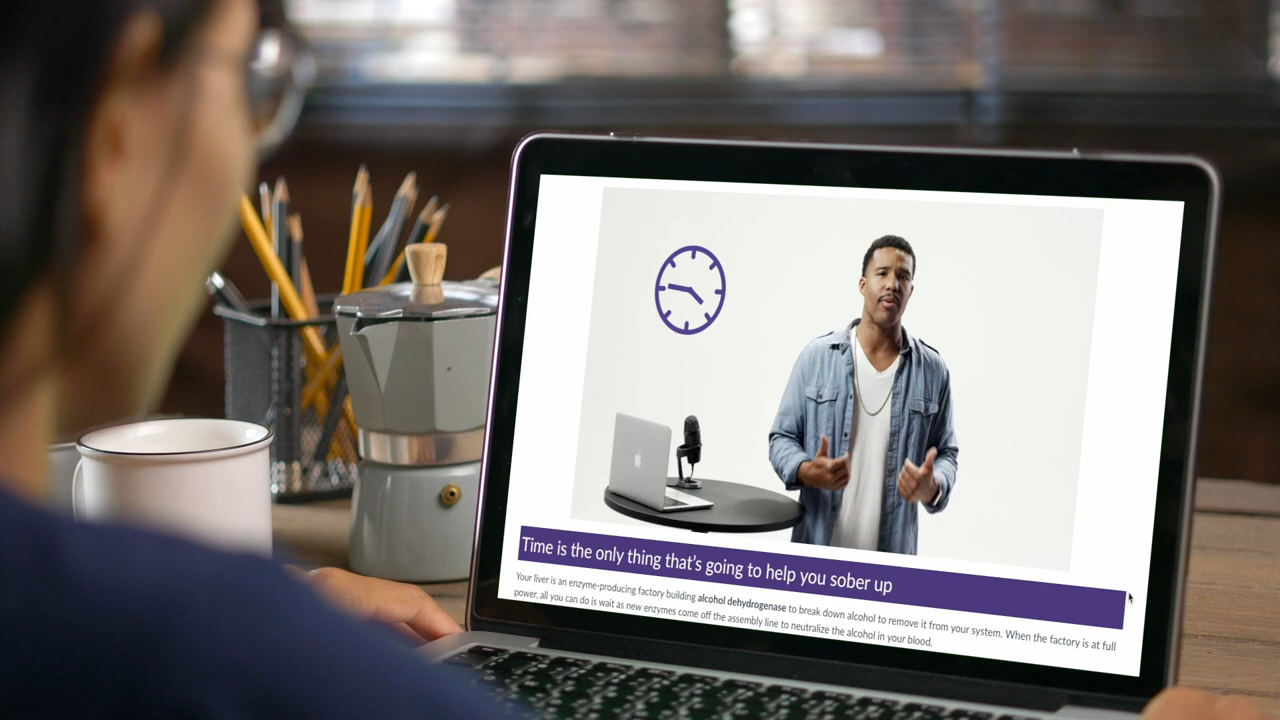 Time is the only thing that's going to help you sober up
Your liver is an enzyme-producing factory building alcohol dehydrogenase to break down alcohol to remove it from your system. When the factory is at full
power, all you can do is wait as new enzymes come off the assembly line to neutralize the alcohol in your blood.